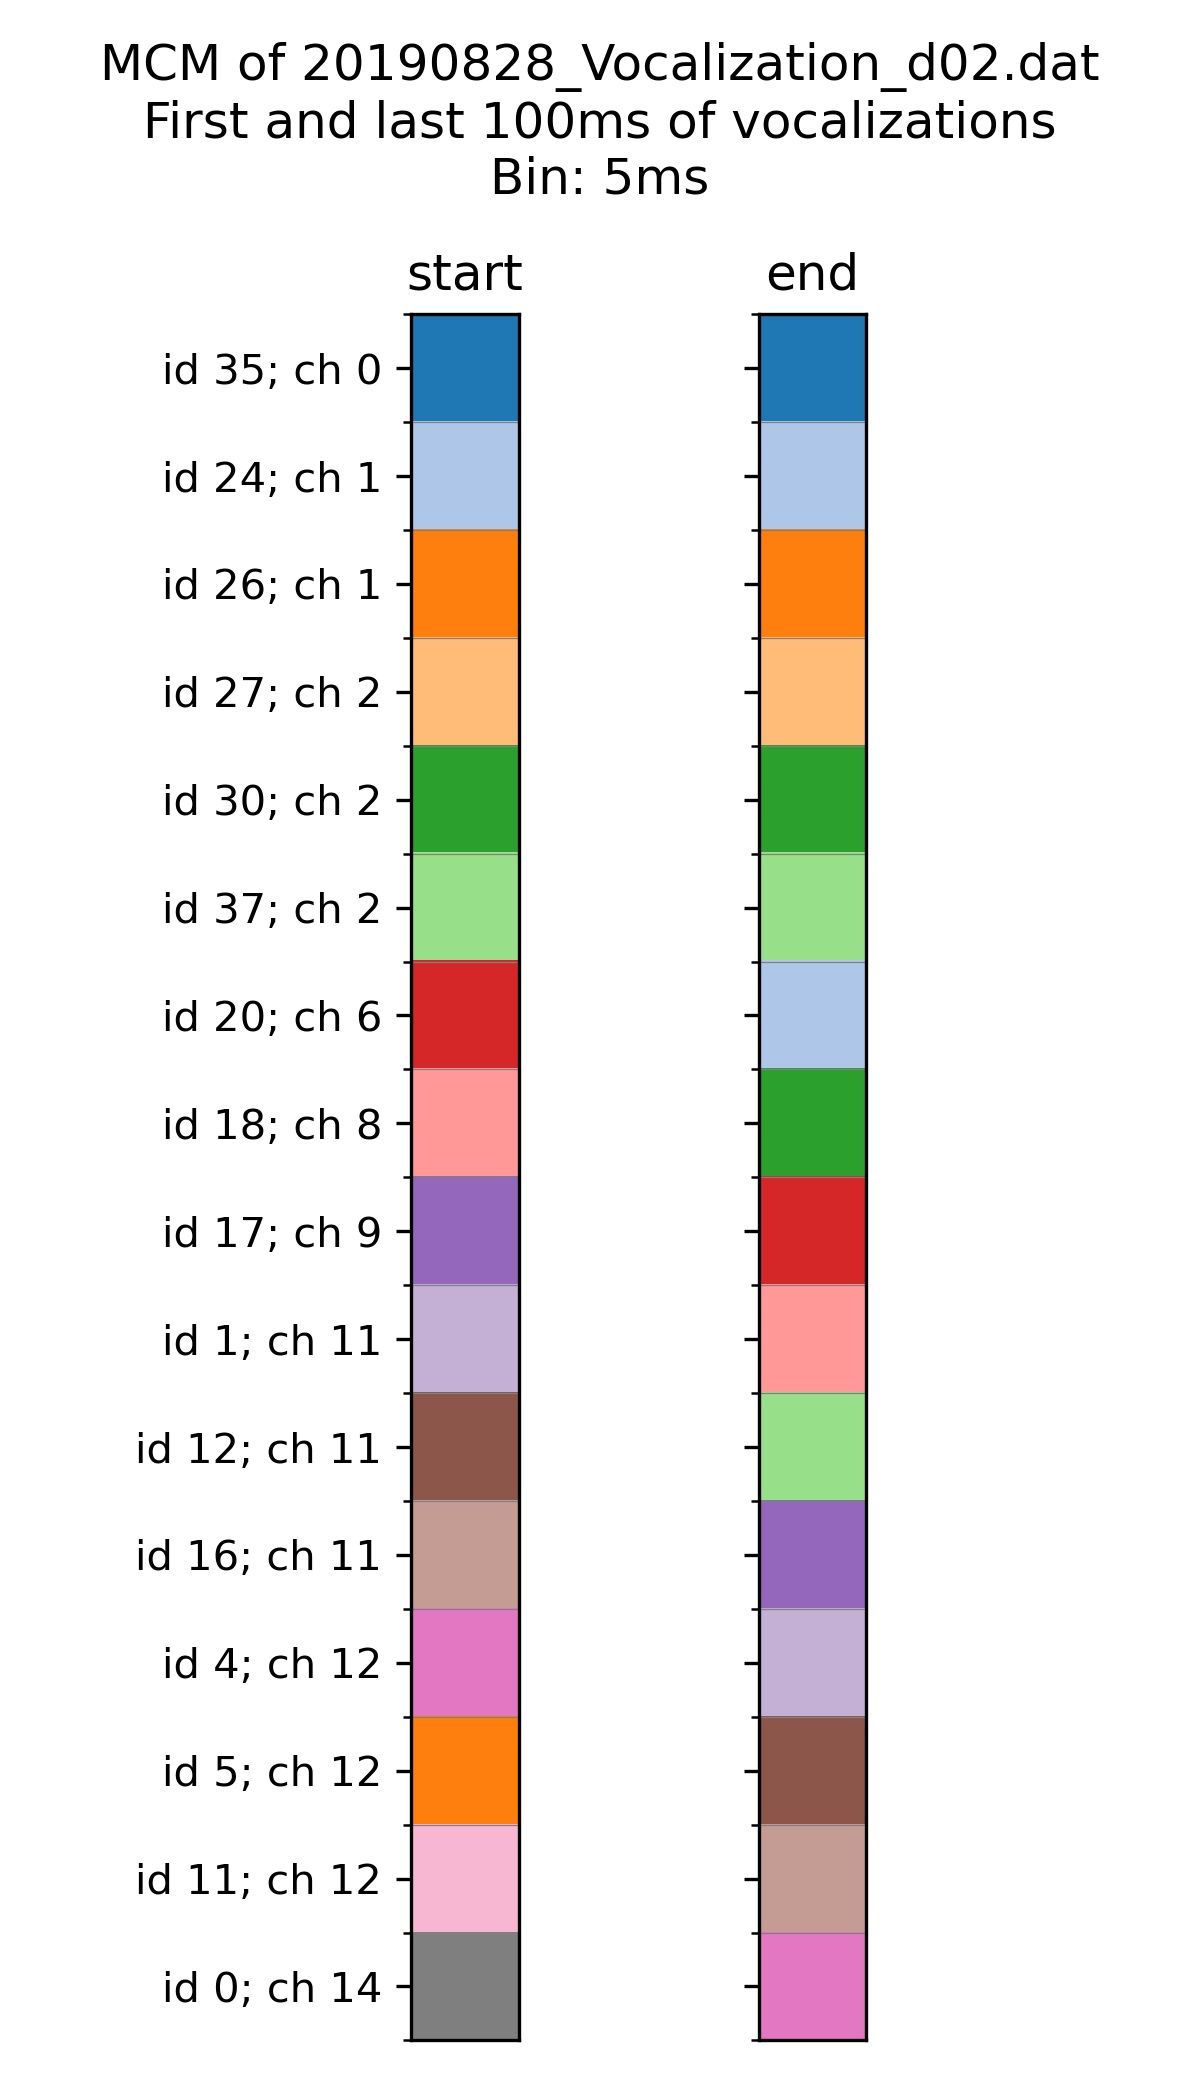 MCM of 20190828_Vocalization_d02.dat
First and last 100ms of vocalizations
Bin: 5ms
start end
id 35; ch 0
id 24; ch 1
id 26; ch 1
id 27; ch 2
id 30; ch 2
id 37; ch 2
id 20; ch 6
id 18; ch 8
id 17; ch 9
id 1; ch 11
id 12; ch 11
id 16; ch 11
id 4; ch 12
id 5; ch 12
id 11; ch 12
id 0; ch 14